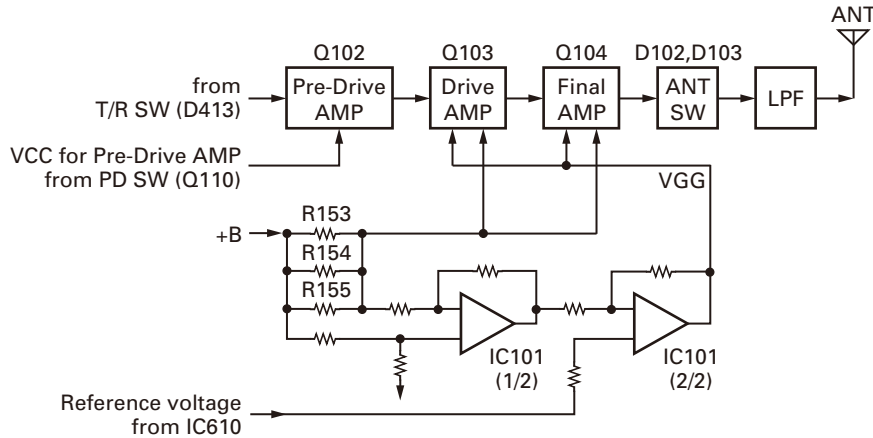 ANT
Q102
Q103
Q104
D102,D103
from
T/R SW (D413)
Pre-Drive
AMP
Drive
AMP
Final
AMP
ANT
SW
LPF
VCC for Pre-Drive AMP
from PD SW (Q110)
VGG
+B
R153
R154
R155
IC101
(1/2)
IC101
(2/2)
Reference voltage
from IC610